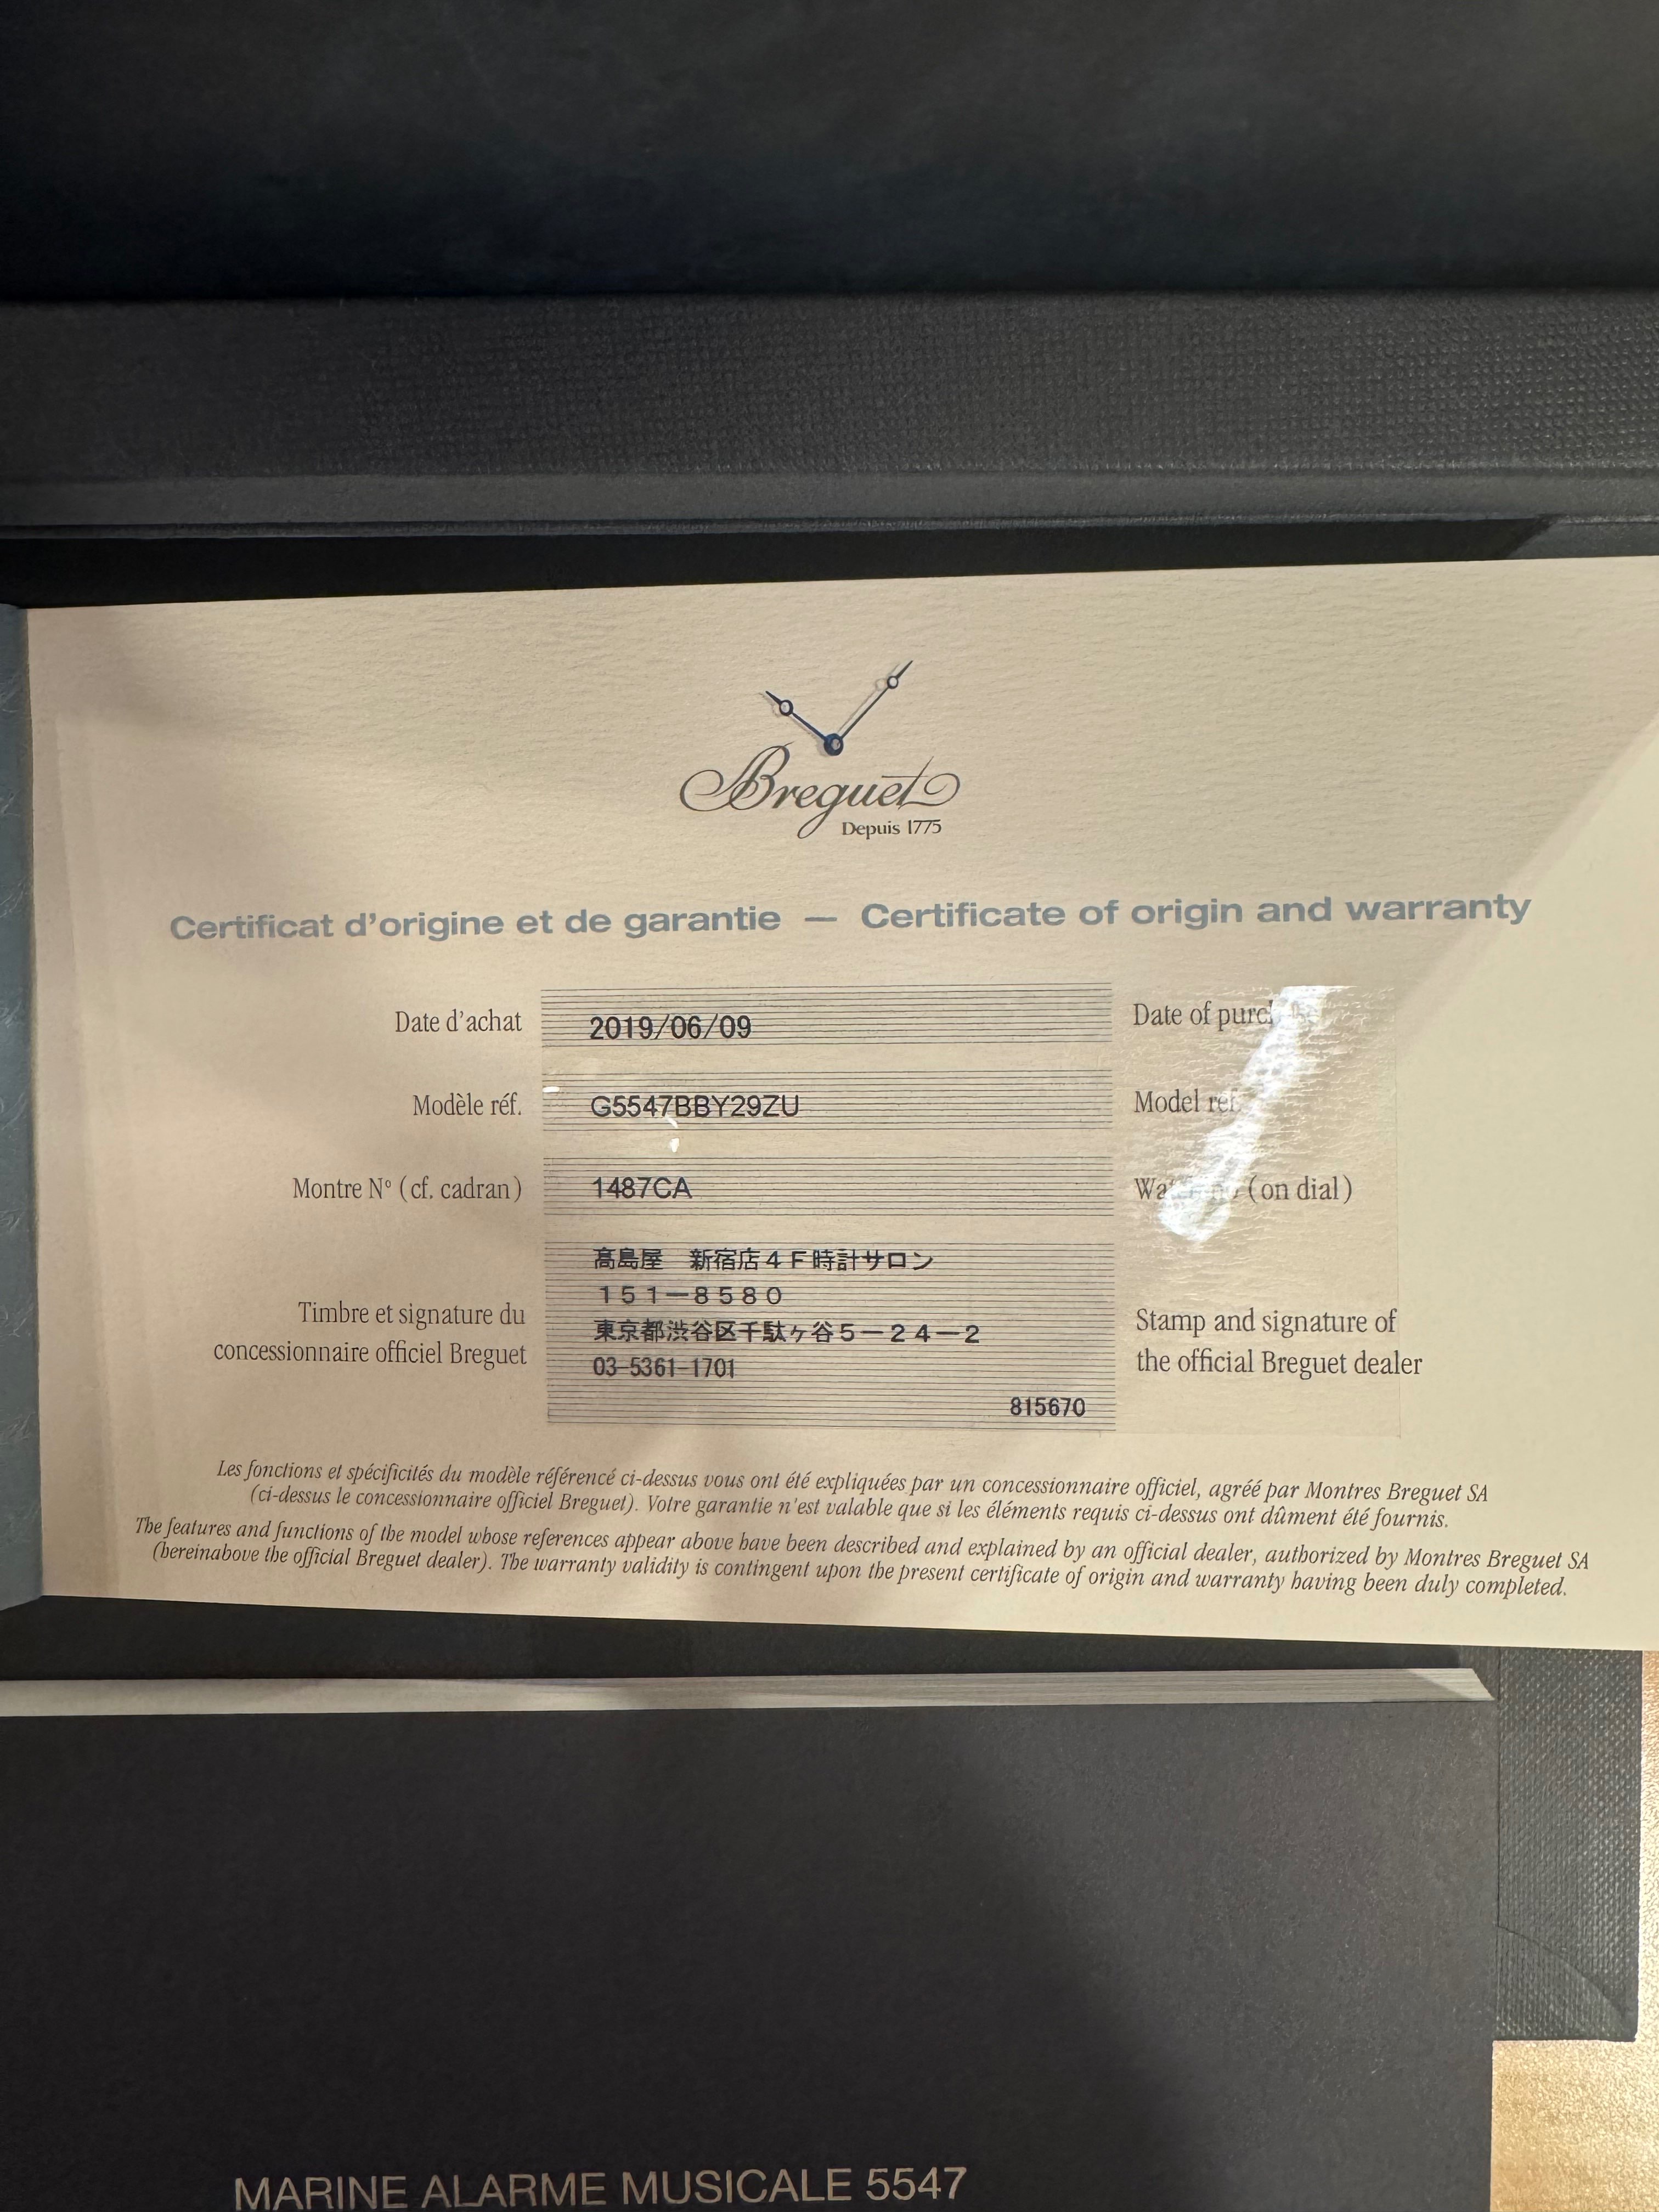 Breguet
Depuis 1775
Certificat d'origine et de garantie — Certificate of origin and warranty
Date d'achat 2019/06/09 Date of
Modèle réf. G5547BBY29ZU Model ref.
Montre Nº (cf. cadran) 1487CA (on dial)
髙島屋 新宿店4F時計サロン
151-8580
Timbre et signature du
concessionnaire officiel Breguet
東京都渋谷区千駄ヶ谷5-24-2
03-5361-1701
815670
Stamp and signature of
the official Breguet dealer
Les fonctions et spécificités du modèle référencé ci-dessus vous ont été expliquées par un concessionnaire officiel, agréé par Montres Breguet SA
(ci-dessus le concessionnaire officiel Breguet). Votre garantie n'est valable que si les éléments requis ci-dessus ont dûment été fournis.
The features and functions of the model whose references appear above have been described and explained by an official dealer, authorized by Montres Breguet SA
(hereinabove the official Breguet dealer). The warranty validity is contingent upon the present certificate of origin and warranty having been duly completed.
MARINE ALARME MUSICALE 5547